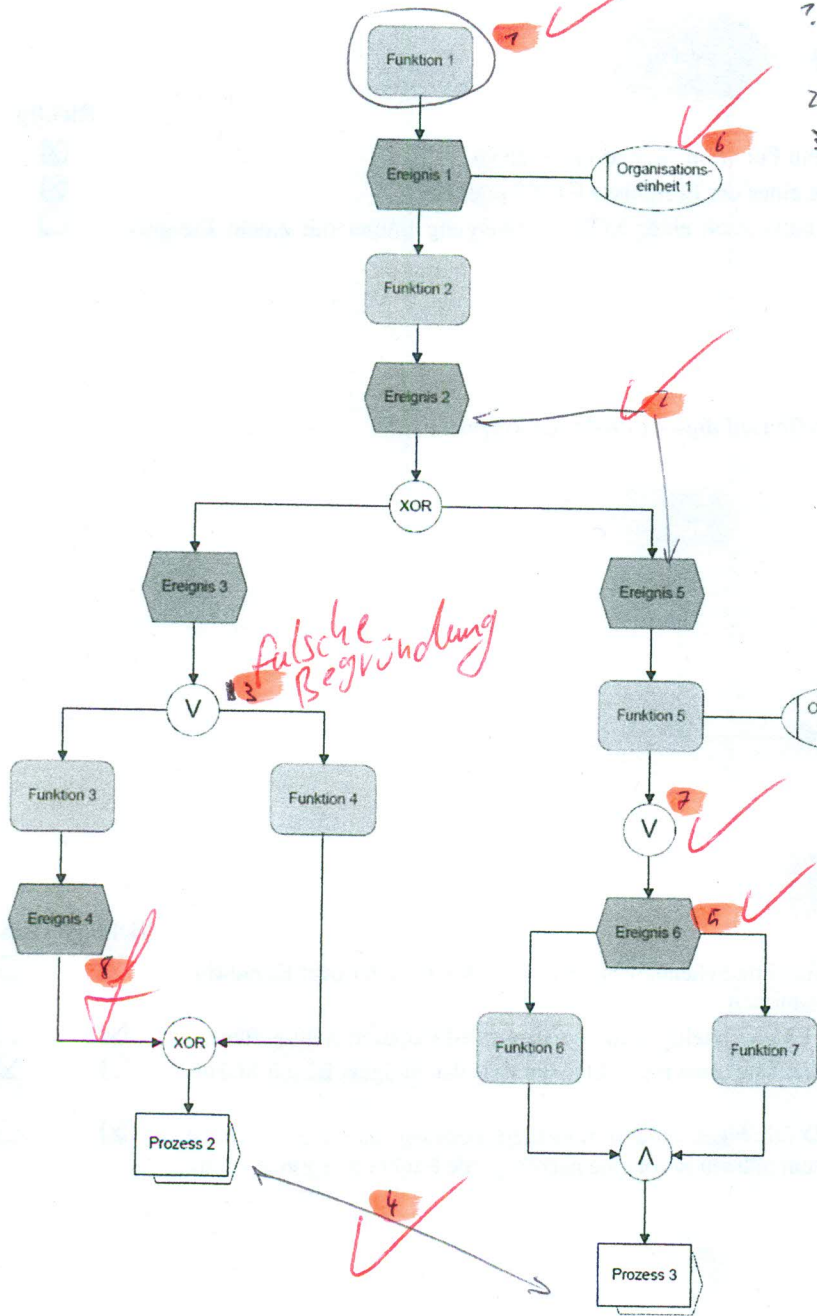 1
?
Funktion 1
2
3
6
Ereignis 1
Organisations-
einheit 1
Funktion 2
Ereignis 2
2
XOR
Ereignis 3
Ereignis 5
falsche
Begründung
3
V
Funktion 5
O
Funktion 3
Funktion 4
7
V
Ereignis 4
Ereignis 6
5
8
XOR
Funktion 6
Funktion 7
Prozess 2
Λ
4
Prozess 3